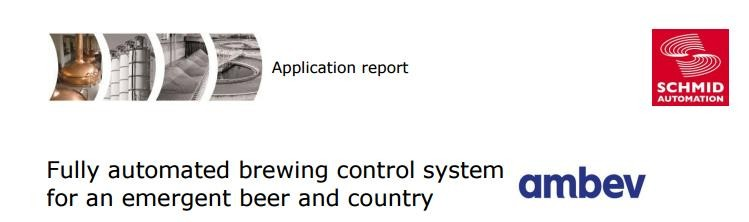 Application report
SCHMID
AUTOMATION
Fully automated brewing control system
for an emergent beer and country
ambev